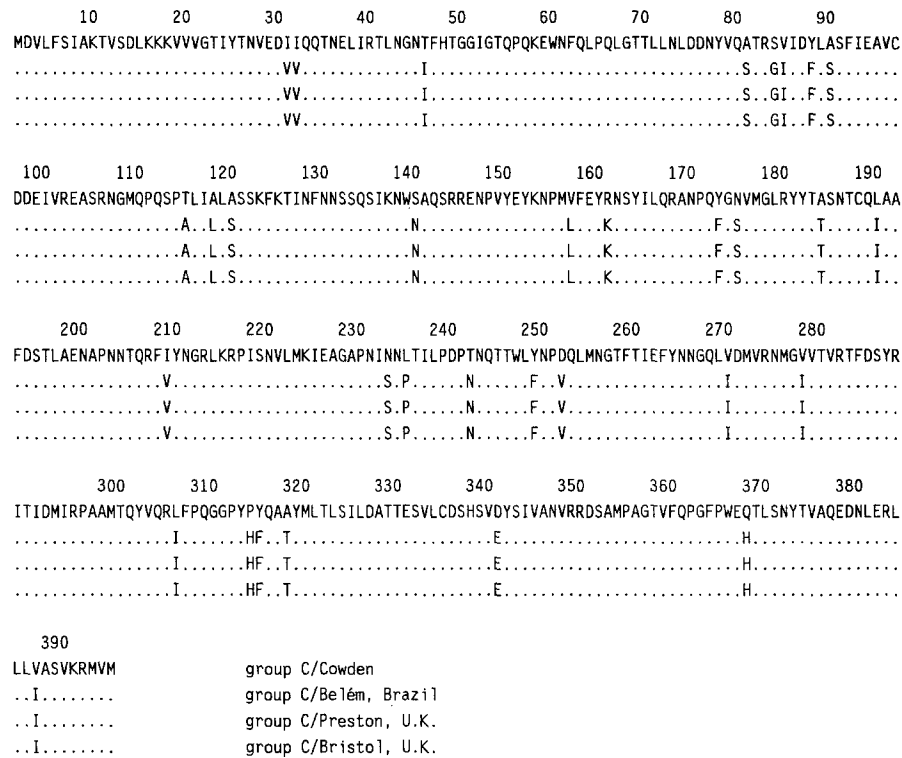 10 20 30 40 50 60 70 80 90
MDVLFSIAKTVSDLKKKVVVGTIYTNVEDIIQQTNELIRTLNGNTFHTGGIGTQPQKEWNFQLPQLGTTLLNLDDNYVQATRSVIDYLASFIEAVC
.............................VV.............I..................................S..GI..F.S.......
.............................VV.............I..................................S..GI..F.S.......
.............................VV.............I..................................S..GI..F.S.......
100 110 120 130 140 150 160 170 180 190
DDEIVREASRNGMQPQSPTLIALASSKFKTINFNNSSQSIKNWSAQSRRENPVYEYKNPMVFEYRNSYILQRANPQYGNVMGLRYYTASNTCQLAA
..................A..L.S...................N................L...K...........F.S........T.....I..
..................A..L.S...................N................L...K...........F.S........T.....I..
..................A..L.S...................N................L...K...........F.S........T.....I..
200 210 220 230 240 250 260 270 280
FDSTLAENAPNNTQRFIYNGRLKRPISNVLMKIEAGAPNINNLTILPDPTNQTTWLYNPDQLMNGTFTIEFYNNGQLVDMVRNMGVVTVRTFDSYR
................V.......................S.P......N......F..V.................I.......I..........
................V.......................S.P......N......F..V.................I.......I..........
................V.......................S.P......N......F..V.................I.......I..........
300 310 320 330 340 350 360 370 380
ITIDMIRPAAMTQYVQRLFPQGGPYPYQAAYMLTLSILDATTESVLCDSHSVDYSIVANVRRDSAMPAGTVFQPGFPWEQTLSNYTVAQEDNLERL
.................I.......HF..T......................E..........................H................
.................I.......HF..T......................E..........................H................
.................I.......HF..T......................E..........................H................
390
LLVASVKRMVM group C/Cowden
..I........ group C/Belém, Brazil
..I........ group C/Preston, U.K.
..I........ group C/Bristol, U.K.